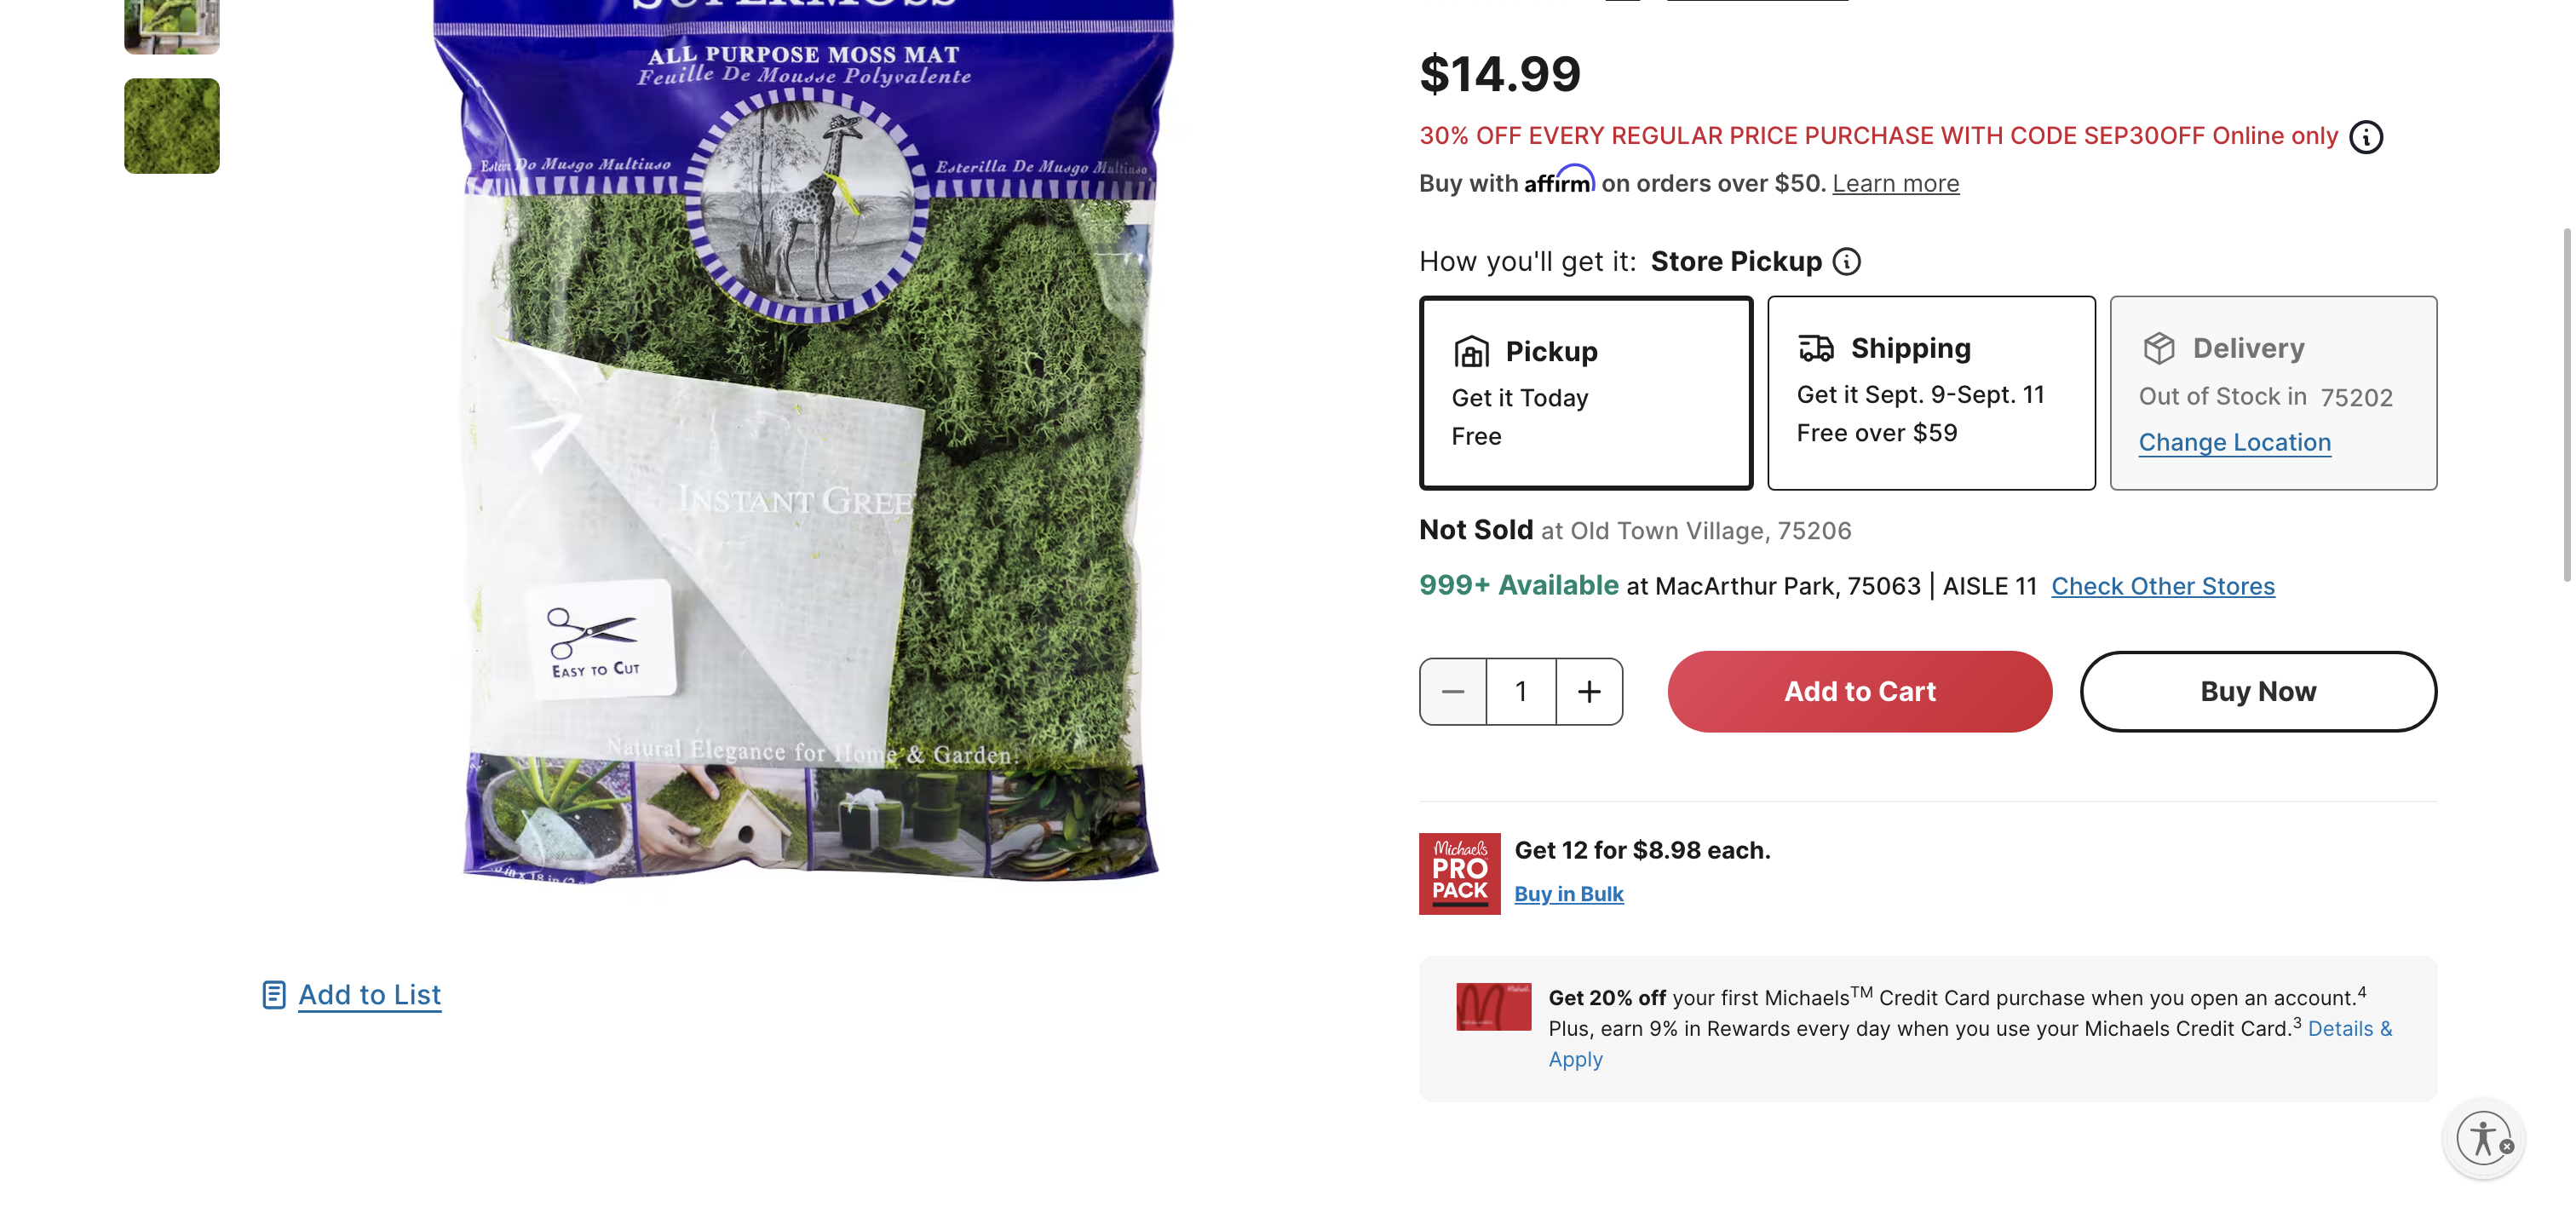 ALL PURPOSE MOSS MAT
Feuille De Mousse Polyvalente
Esterilla De Musgo Multiuso
Do Musgo Multiuso
INSTANT GREE
EASY TO CUT
Natural Elegance for Home & Garden.
Add to List
$14.99
30% OFF EVERY REGULAR PRICE PURCHASE WITH CODE SEP30OFF Online only
Buy with affirm on orders over $50. Learn more
How you'll get it: Store Pickup
Pickup
Get it Today
Free
Shipping
Get it Sept. 9-Sept. 11
Free over $59
Delivery
Out of Stock in 75202
Change Location
Not Sold at Old Town Village, 75206
999+ Available at MacArthur Park, 75063 | AISLE 11 Check Other Stores
1
Add to Cart
Buy Now
Michaels
PRO
PACK
Get 12 for $8.98 each.
Buy in Bulk
Get 20% off your first Michaels™ Credit Card purchase when you open an account.⁴
Plus, earn 9% in Rewards every day when you use your Michaels Credit Card.³ Details &
Apply